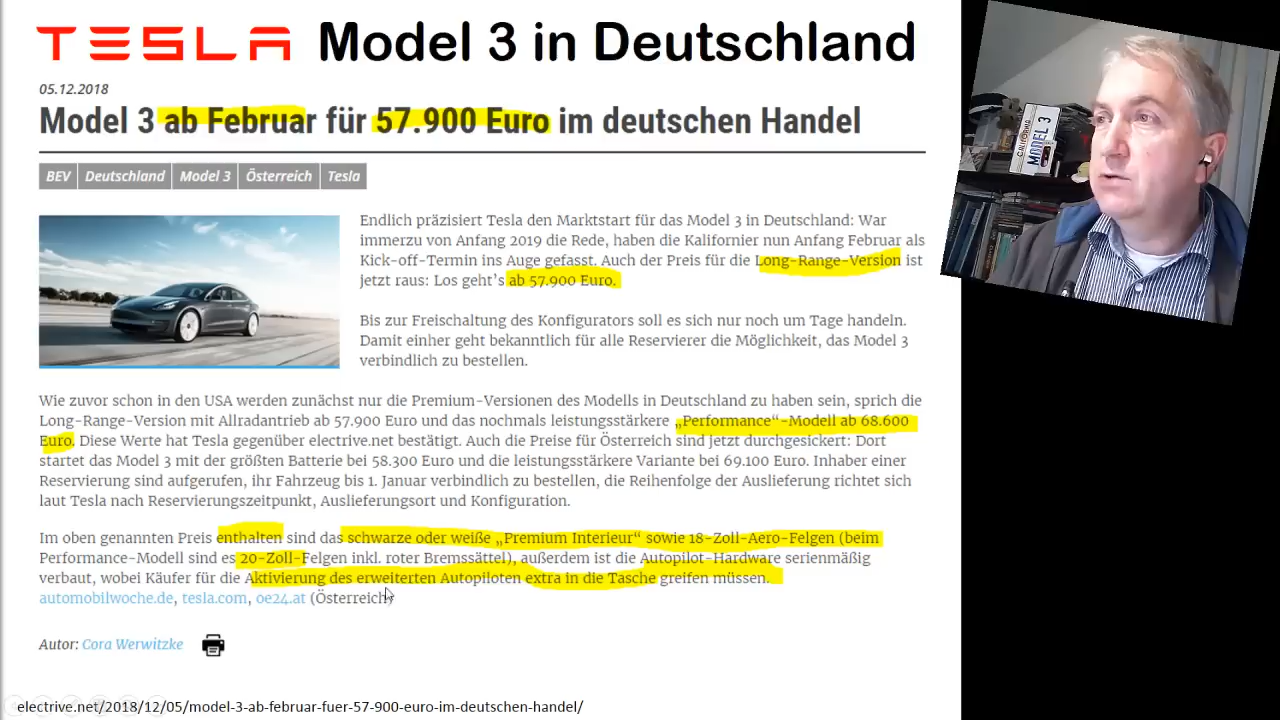 TESLA Model 3 in Deutschland
05.12.2018
Model 3 ab Februar für 57.900 Euro im deutschen Handel
BEV Deutschland Model 3 Österreich Tesla
Endlich präzisiert Tesla den Marktstart für das Model 3 in Deutschland: War
immerzu von Anfang 2019 die Rede, haben die Kalifornier nun Anfang Februar als
Kick-off-Termin ins Auge gefasst. Auch der Preis für die Long-Range-Version ist
jetzt raus: Los geht’s ab 57.900 Euro.
Bis zur Freischaltung des Konfigurators soll es sich nur noch um Tage handeln.
Damit einher geht bekanntlich für alle Reservierer die Möglichkeit, das Model 3
verbindlich zu bestellen.
Wie zuvor schon in den USA werden zunächst nur die Premium-Versionen des Modells in Deutschland zu haben sein, sprich die
Long-Range-Version mit Allradantrieb ab 57.900 Euro und das nochmals leistungsstärkere „Performance“-Modell ab 68.600
Euro. Diese Werte hat Tesla gegenüber electrive.net bestätigt. Auch die Preise für Österreich sind jetzt durchgesickert: Dort
startet das Model 3 mit der größten Batterie bei 58.300 Euro und die leistungsstärkere Variante bei 69.100 Euro. Inhaber einer
Reservierung sind aufgerufen, ihr Fahrzeug bis 1. Januar verbindlich zu bestellen, die Reihenfolge der Auslieferung richtet sich
laut Tesla nach Reservierungszeitpunkt, Auslieferungsort und Konfiguration.
Im oben genannten Preis enthalten sind das schwarze oder weiße „Premium Interieur“ sowie 18-Zoll-Aero-Felgen (beim
Performance-Modell sind es 20-Zoll-Felgen inkl. roter Bremssättel), außerdem ist die Autopilot-Hardware serienmäßig
verbaut, wobei Käufer für die Aktivierung des erweiterten Autopiloten extra in die Tasche greifen müssen.
automobilwoche.de, tesla.com, oe24.at (Österreich)
Autor: Cora Werwitzke
electrive.net/2018/12/05/model-3-ab-februar-fuer-57-900-euro-im-deutschen-handel/
CALIFORNIA
MODEL 3